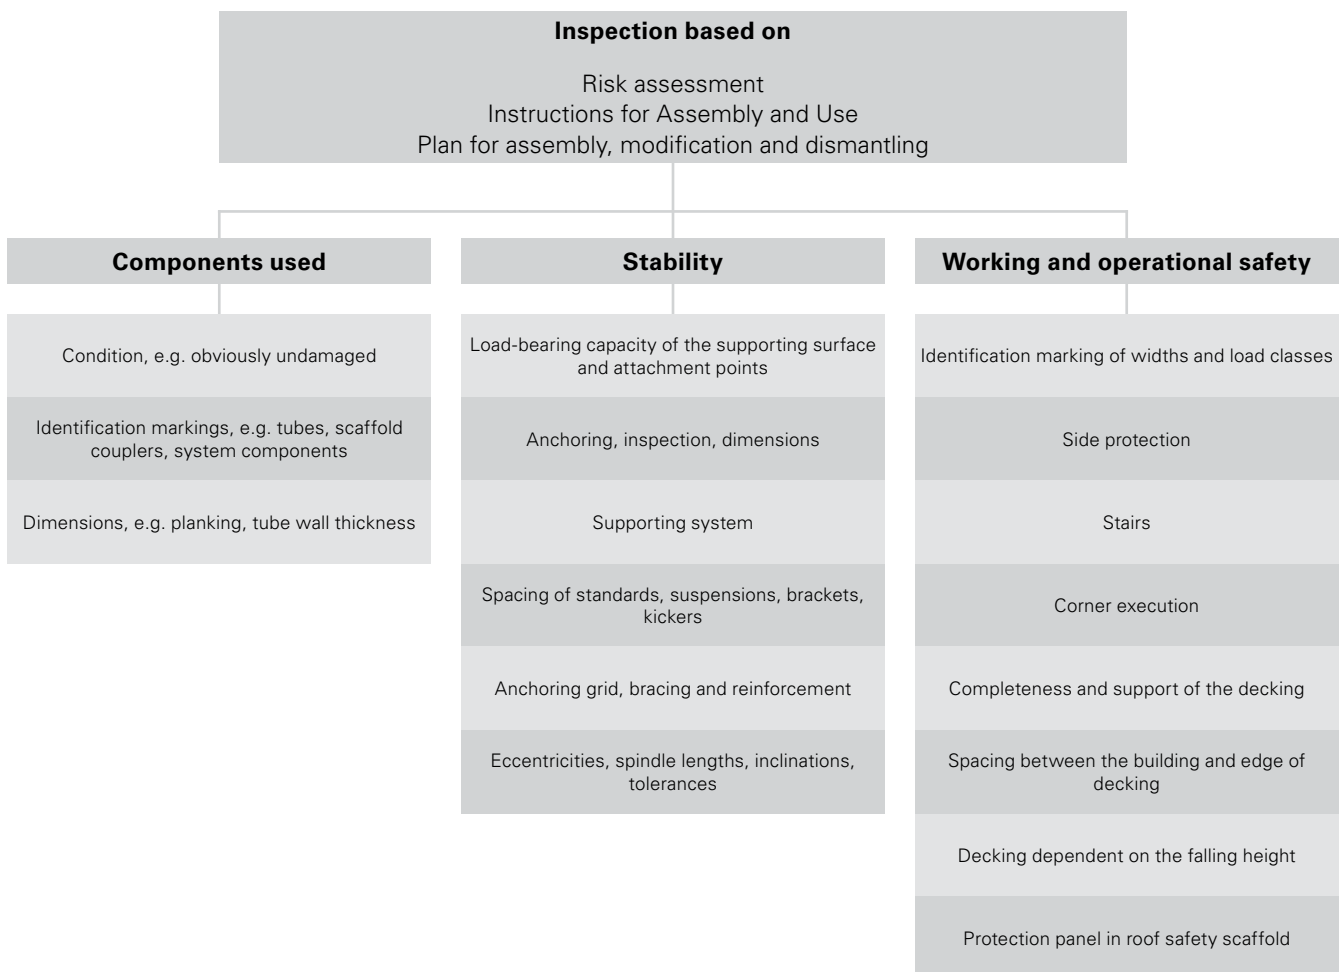 Inspection based on
Risk assessment
Instructions for Assembly and Use
Plan for assembly, modification and dismantling
Components used
Condition, e.g. obviously undamaged
Identification markings, e.g. tubes, scaffold
couplers, system components
Dimensions, e.g. planking, tube wall thickness
Stability
Load-bearing capacity of the supporting surface
and attachment points
Anchoring, inspection, dimensions
Supporting system
Spacing of standards, suspensions, brackets,
kickers
Anchoring grid, bracing and reinforcement
Eccentricities, spindle lengths, inclinations,
tolerances
Working and operational safety
Identification marking of widths and load classes
Side protection
Stairs
Corner execution
Completeness and support of the decking
Spacing between the building and edge of
decking
Decking dependent on the falling height
Protection panel in roof safety scaffold